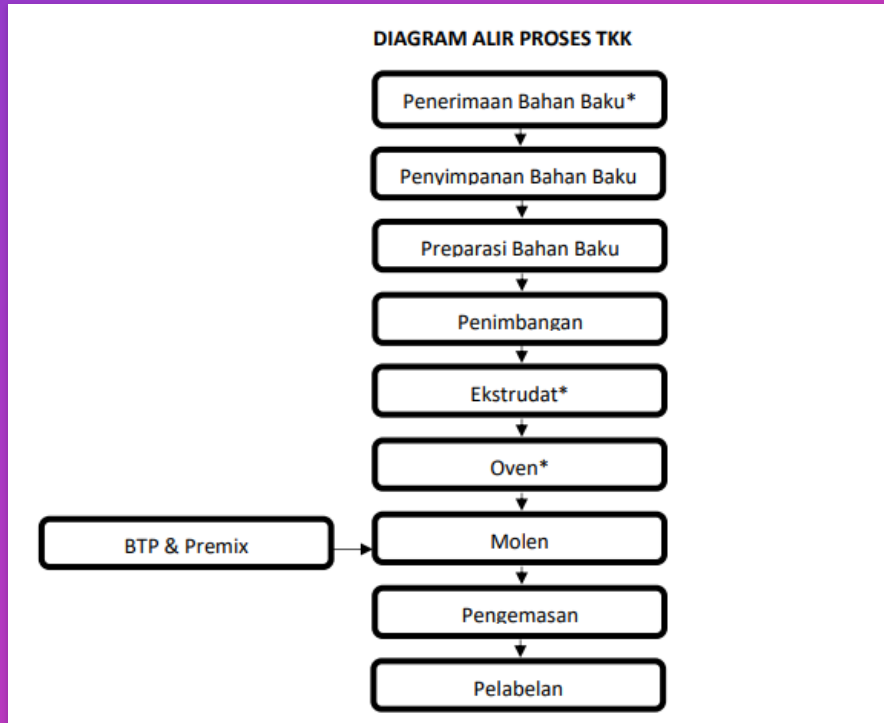 DIAGRAM ALIR PROSES TKK
Penerimaan Bahan Baku*
Penyimpanan Bahan Baku
Preparasi Bahan Baku
Penimbangan
Ekstrudat*
Oven*
BTP & Premix
Molen
Pengemasan
Pelabelan